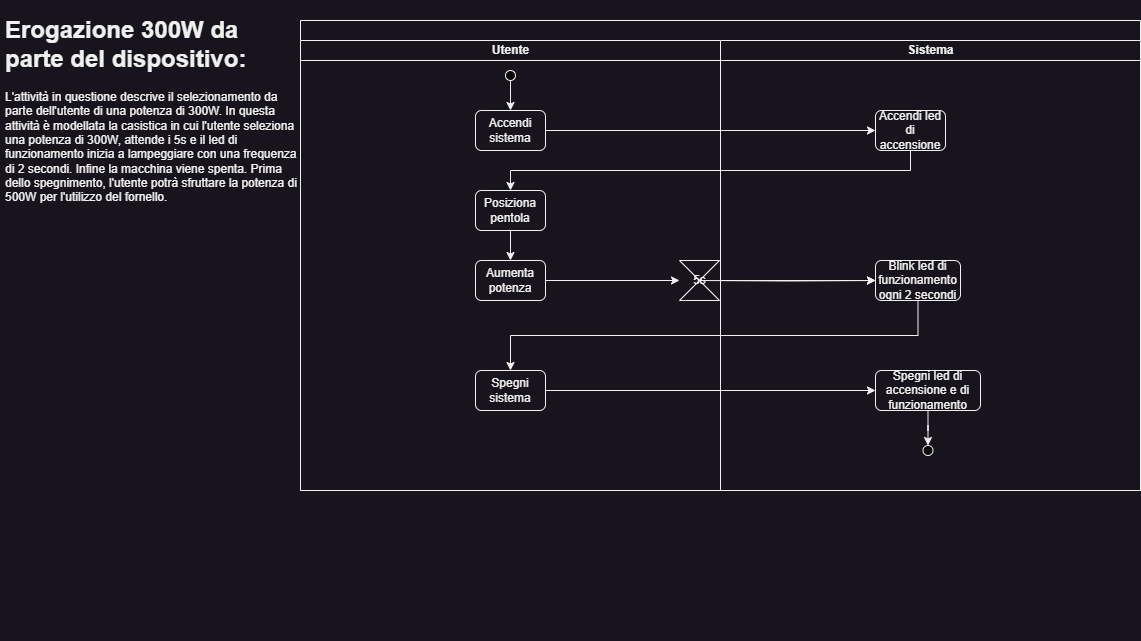 Erogazione 300W da
parte del dispositivo:
L'attività in questione descrive il selezionamento da
parte dell'utente di una potenza di 300W. In questa
attività è modellata la casistica in cui l'utente seleziona
una potenza di 300W, attende i 5s e il led di
funzionamento inizia a lampeggiare con una frequenza
di 2 secondi. Infine la macchina viene spenta. Prima
dello spegnimento, l'utente potrà sfruttare la potenza di
500W per l'utilizzo del fornello.
Utente
Sistema
Accendi
sistema
Accendi led
di
accensione
Posiziona
pentola
Aumenta
potenza
5s
Blink led di
funzionamento
ogni 2 secondi
Spegni
sistema
Spegni led di
accensione e di
funzionamento